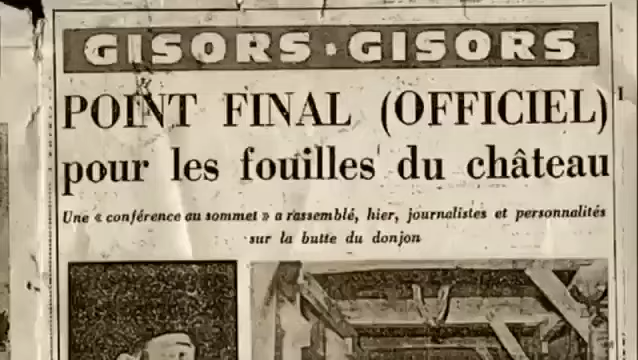 GISORS · GISORS
POINT FINAL (OFFICIEL)
pour les fouilles du château
Une « conférence au sommet » a rassemblé, hier, journalistes et personnalités
sur la butte du donjon